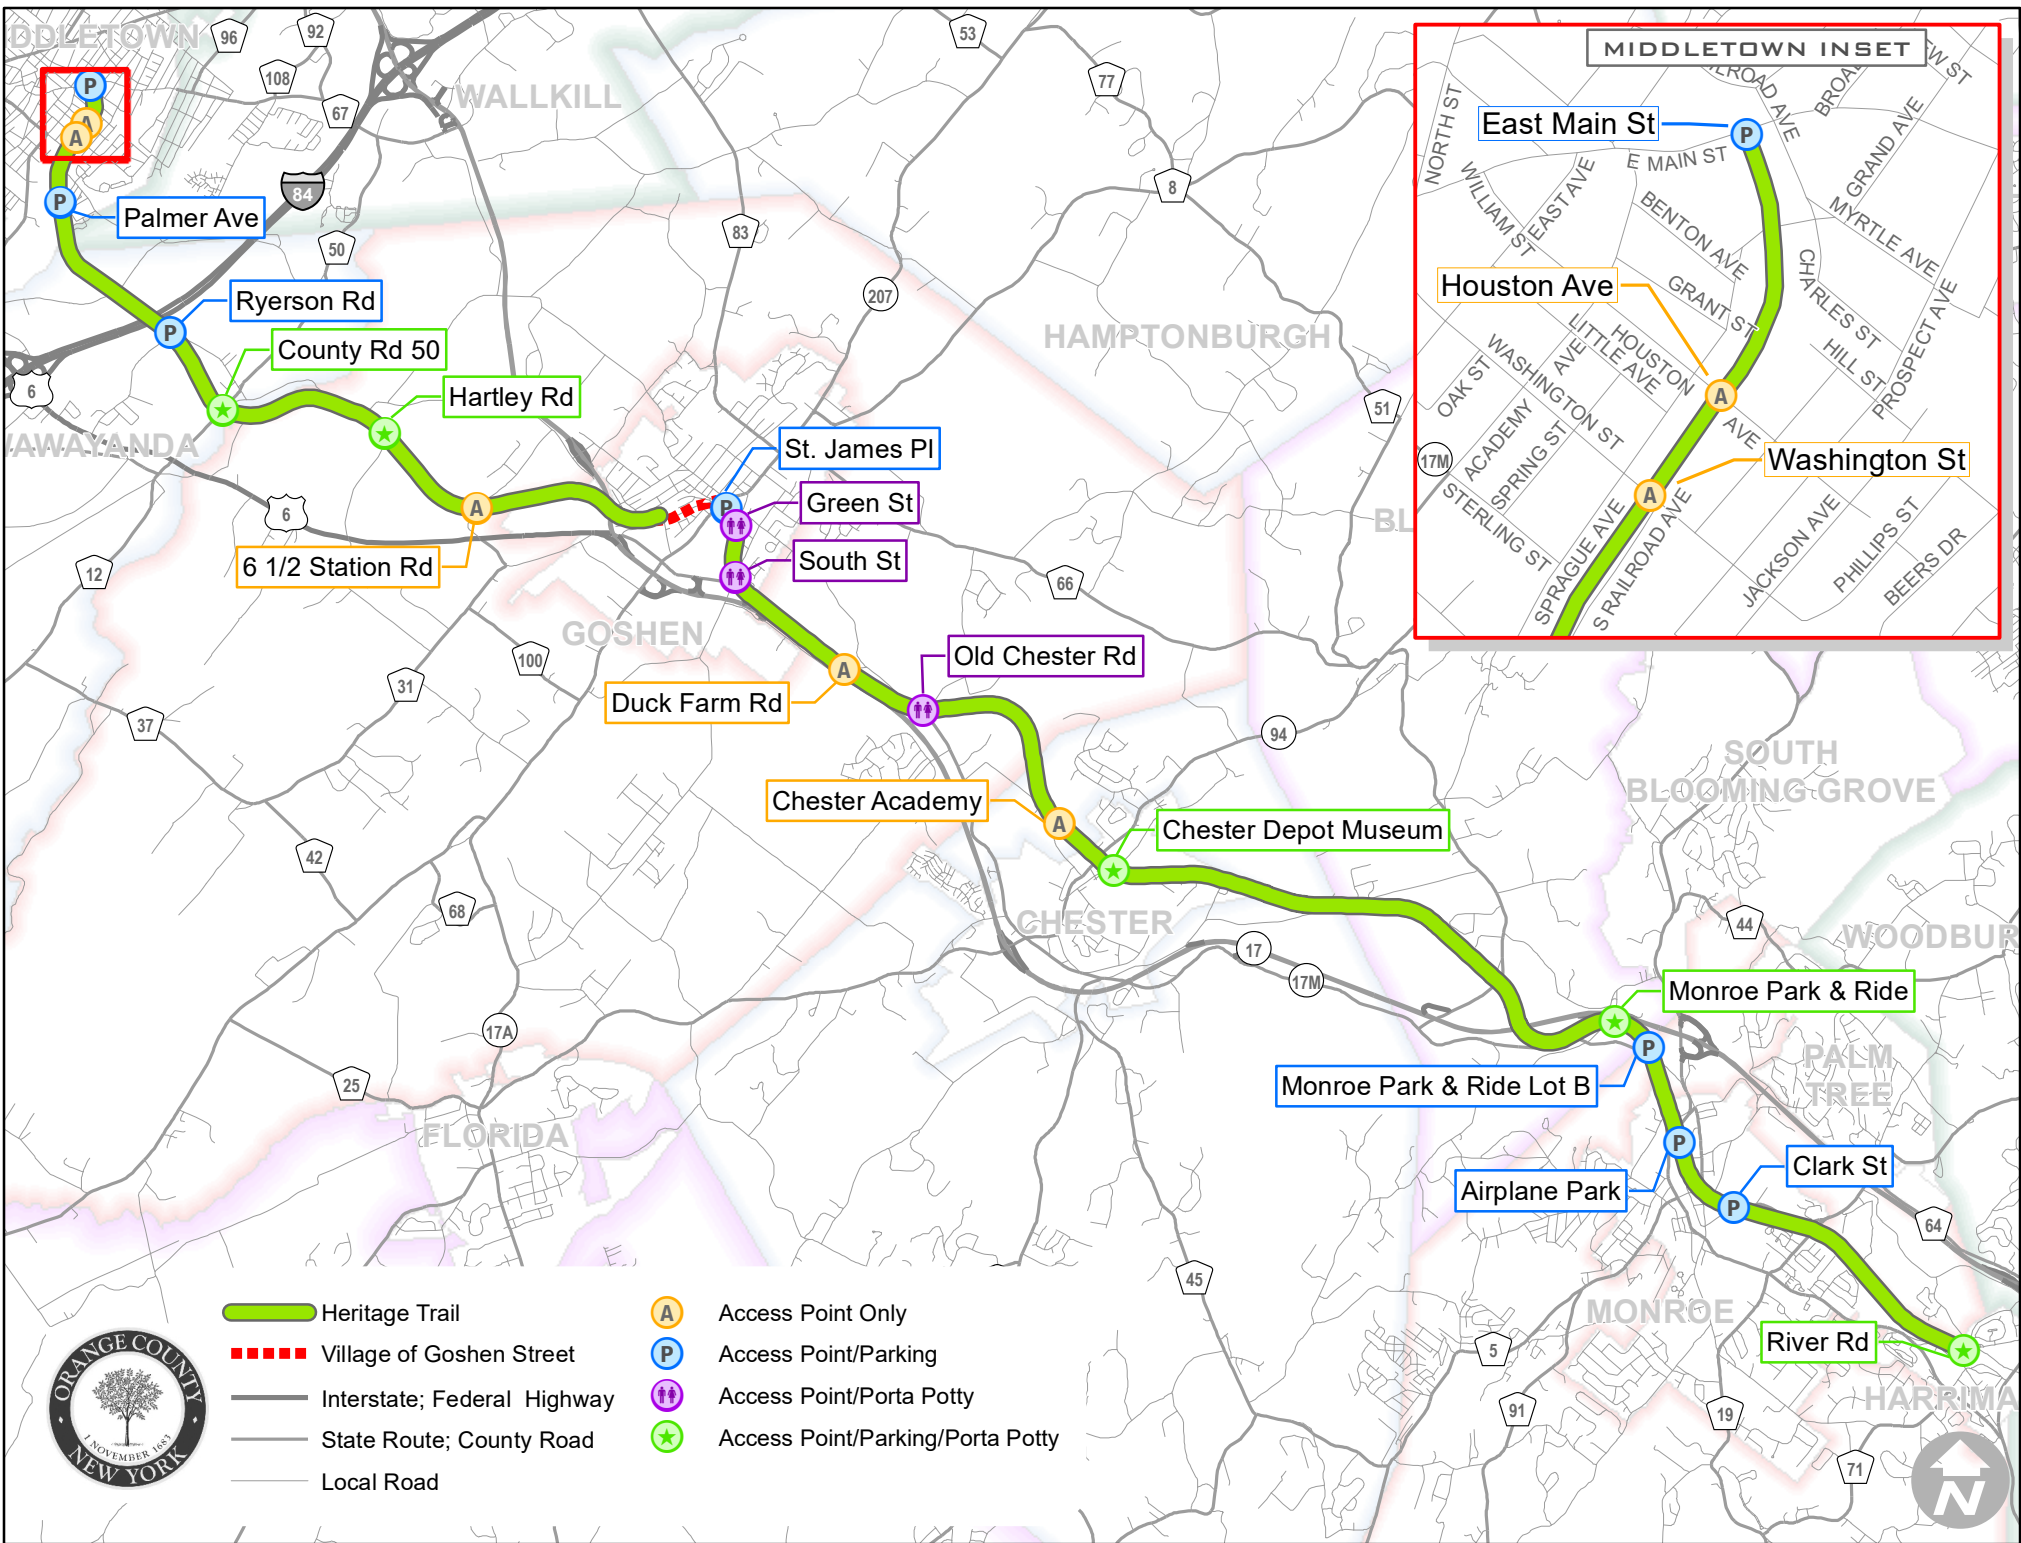 DDLETOWN
96
92
53
108
67
WALLKILL
77
84
8
50
83
207
Palmer Ave
Ryerson Rd
County Rd 50
Hartley Rd
6
HAMPTONBURGH
51
WAWAYANDA
St. James Pl
Green St
South St
6
6 1/2 Station Rd
12
BL
66
GOSHEN
100
31
37
Duck Farm Rd
Old Chester Rd
94
SOUTH
BLOOMING GROVE
Chester Academy
Chester Depot Museum
42
68
CHESTER
17
17M
44
WOODBUR
Monroe Park & Ride
17A
25
Monroe Park & Ride Lot B
PALM
TREE
FLORIDA
Airplane Park
Clark St
64
45
MONROE
River Rd
5
91
19
HARRIMA
71
N
MIDDLETOWN INSET
East Main St
NORTH ST
E MAIN ST
RAILROAD AVE
BROAD
EW ST
GRAND AVE
WILLIAM ST
EAST AVE
BENTON AVE
MYRTLE AVE
Houston Ave
GRANT ST
CHARLES ST
PROSPECT AVE
HILL ST
LITTLE AVE
HOUSTON
AVE
WASHINGTON ST
OAK ST
ACADEMY
AVE
SPRING ST
17M
STERLING ST
Washington St
SPRAGUE AVE
S RAILROAD AVE
JACKSON AVE
PHILLIPS ST
BEERS DR
Heritage Trail
Village of Goshen Street
Interstate; Federal Highway
State Route; County Road
Local Road
A Access Point Only
P Access Point/Parking
Access Point/Porta Potty
Access Point/Parking/Porta Potty
ORANGE COUNTY
1 NOVEMBER 1683
NEW YORK